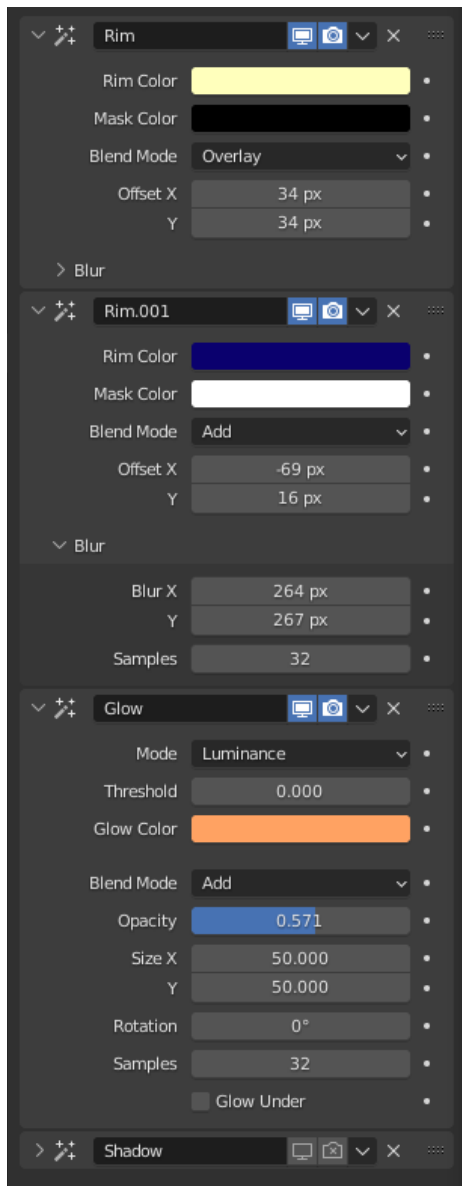 Rim
Rim Color
Mask Color
Blend Mode Overlay
Offset X 34 px
Y 34 px
Blur
Rim.001
Rim Color
Mask Color
Blend Mode Add
Offset X -69 px
Y 16 px
Blur
Blur X 264 px
Y 267 px
Samples 32
Glow
Mode Luminance
Threshold 0.000
Glow Color
Blend Mode Add
Opacity 0.571
Size X 50.000
Y 50.000
Rotation 0°
Samples 32
Glow Under
Shadow